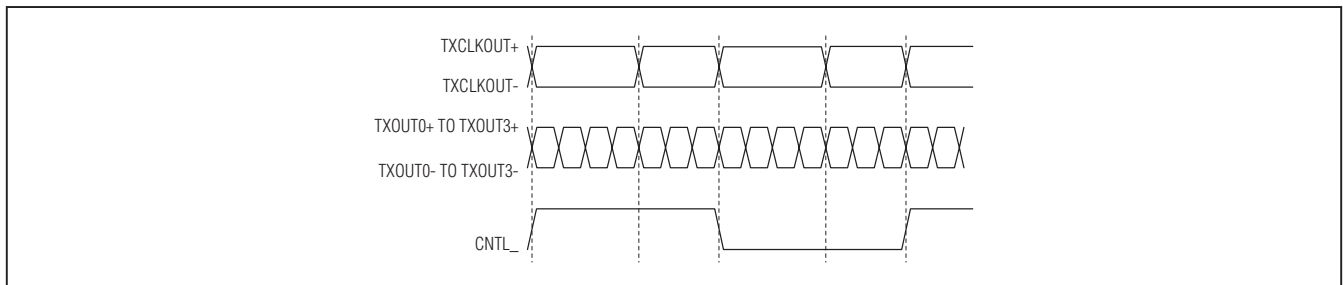 TXCLKOUT+
TXCLKOUT-
TXOUT0+ TO TXOUT3+
TXOUT0- TO TXOUT3-
CNTL_